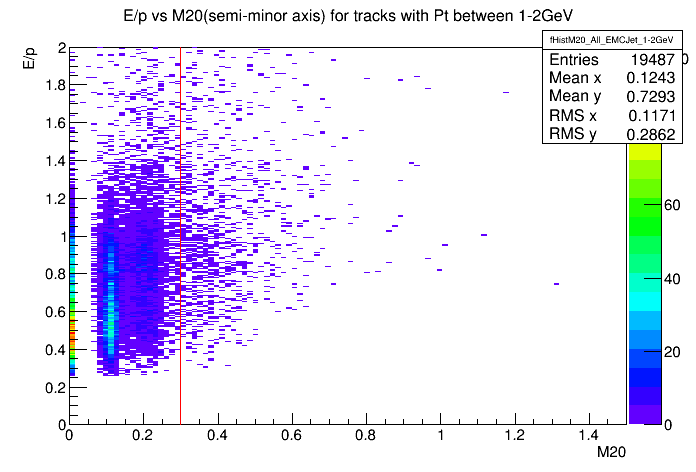 E/p vs M20(semi-minor axis) for tracks with Pt between 1-2GeV
fHistM20_All_EMCJet_1-2GeV
Entries 19487
Mean x 0.1243
Mean y 0.7293
RMS x 0.1171
RMS y 0.2862
E/p
2
1.8
1.6
1.4
1.2
1
0.8
0.6
0.4
0.2
0
0 0.2 0.4 0.6 0.8 1 1.2 1.4
M20
0
60
40
20
0